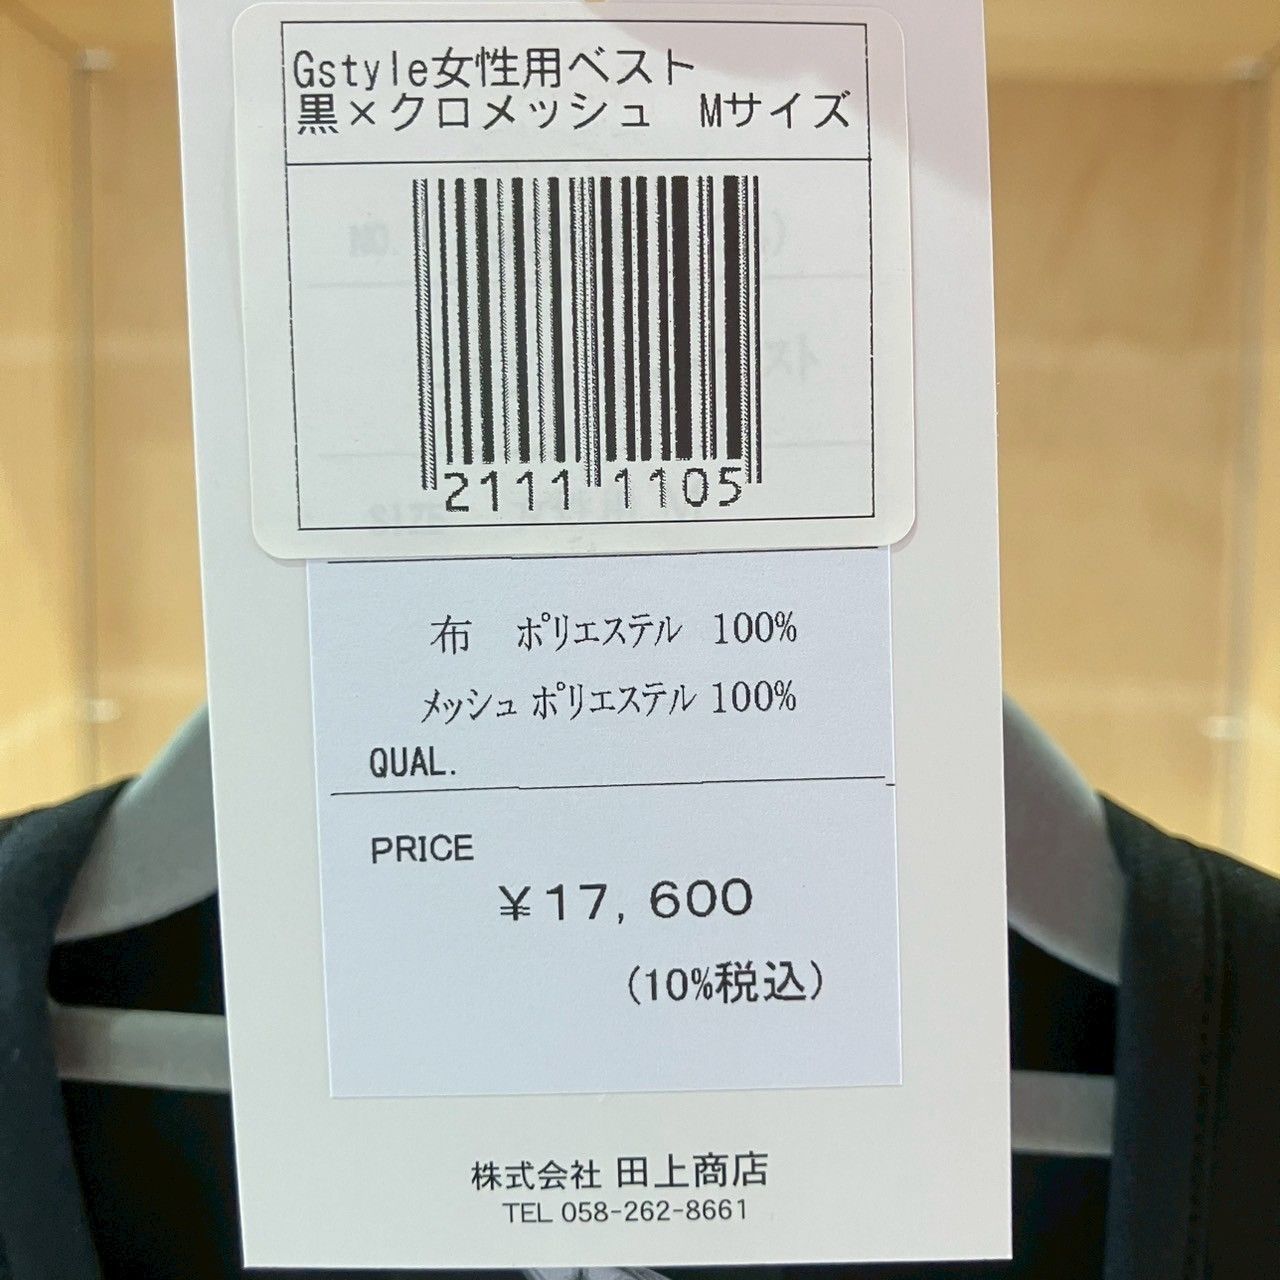 Gstyle女性用ベスト
黒×クロメッシュ　Mサイズ
2111 1105
布　ポリエステル 100%
メッシュ ポリエステル 100%
QUAL.
PRICE
¥17,600
(10%税込)
株式会社 田上商店
TEL 058-262-8661